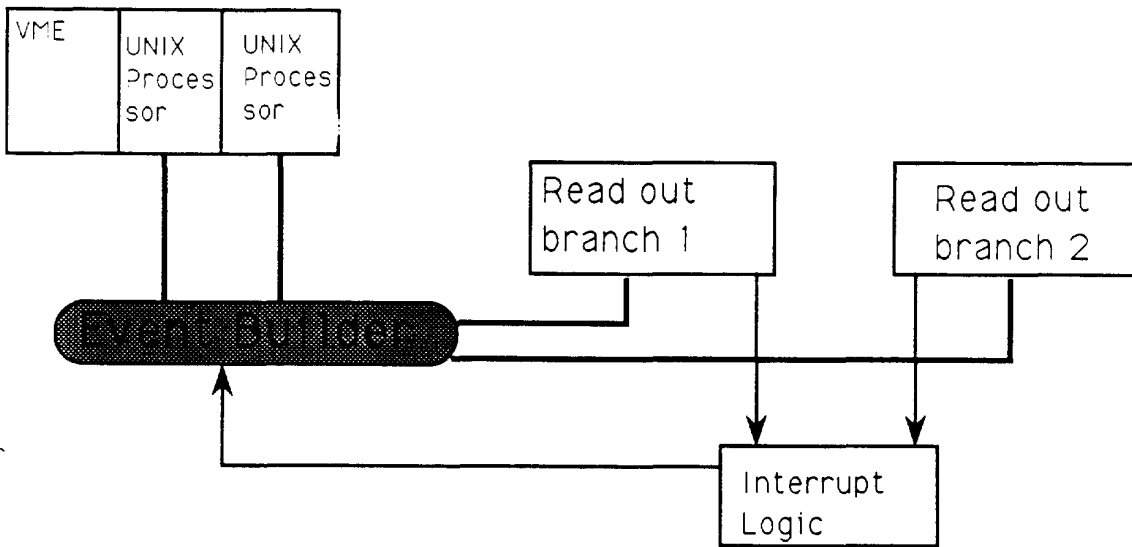 VME
UNIX
Proces
sor
UNIX
Proces
sor
Read out
branch 1
Read out
branch 2
Event Builder
Interrupt
Logic